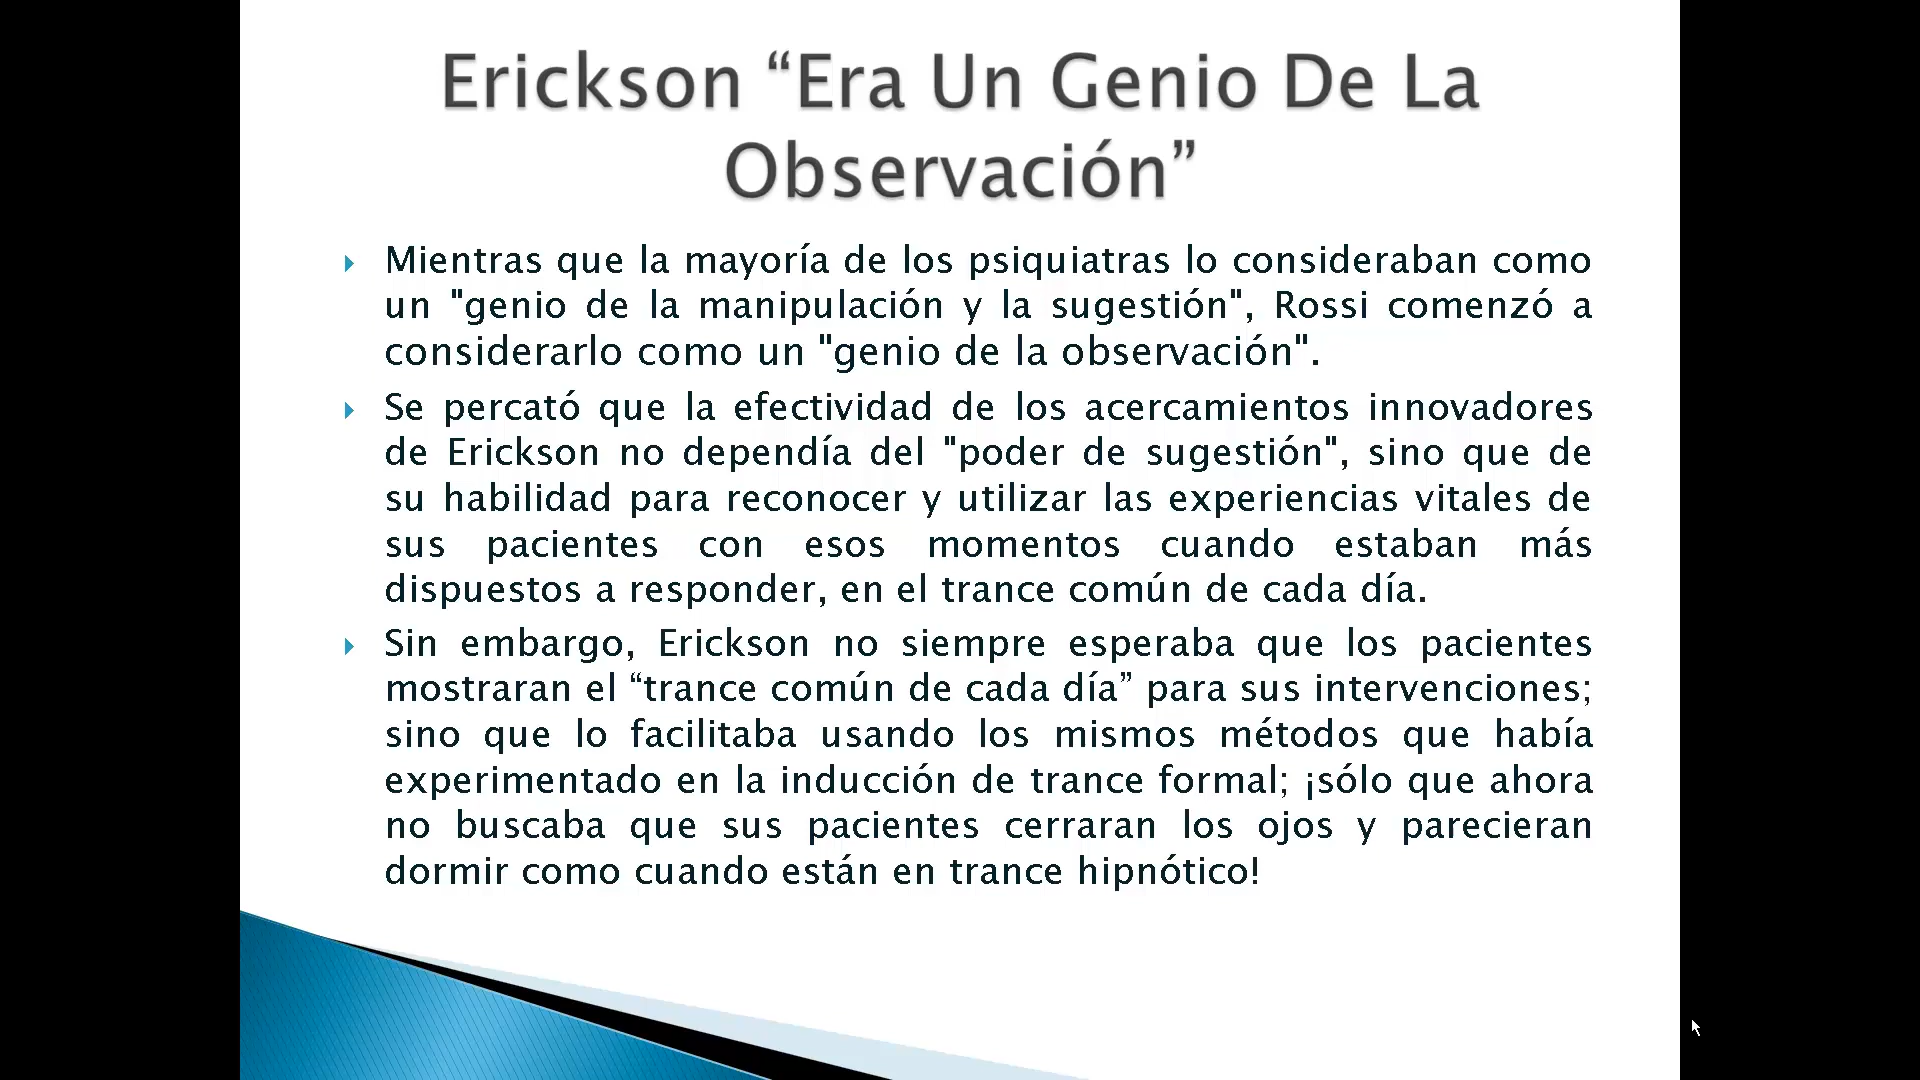 Erickson “Era Un Genio De La
Observación”
Mientras que la mayoría de los psiquiatras lo consideraban como
un "genio de la manipulación y la sugestión", Rossi comenzó a
considerarlo como un "genio de la observación".
Se percató que la efectividad de los acercamientos innovadores
de Erickson no dependía del "poder de sugestión", sino que de
su habilidad para reconocer y utilizar las experiencias vitales de
sus pacientes con esos momentos cuando estaban más
dispuestos a responder, en el trance común de cada día.
Sin embargo, Erickson no siempre esperaba que los pacientes
mostraran el “trance común de cada día” para sus intervenciones;
sino que lo facilitaba usando los mismos métodos que había
experimentado en la inducción de trance formal; ¡sólo que ahora
no buscaba que sus pacientes cerraran los ojos y parecieran
dormir como cuando están en trance hipnótico!